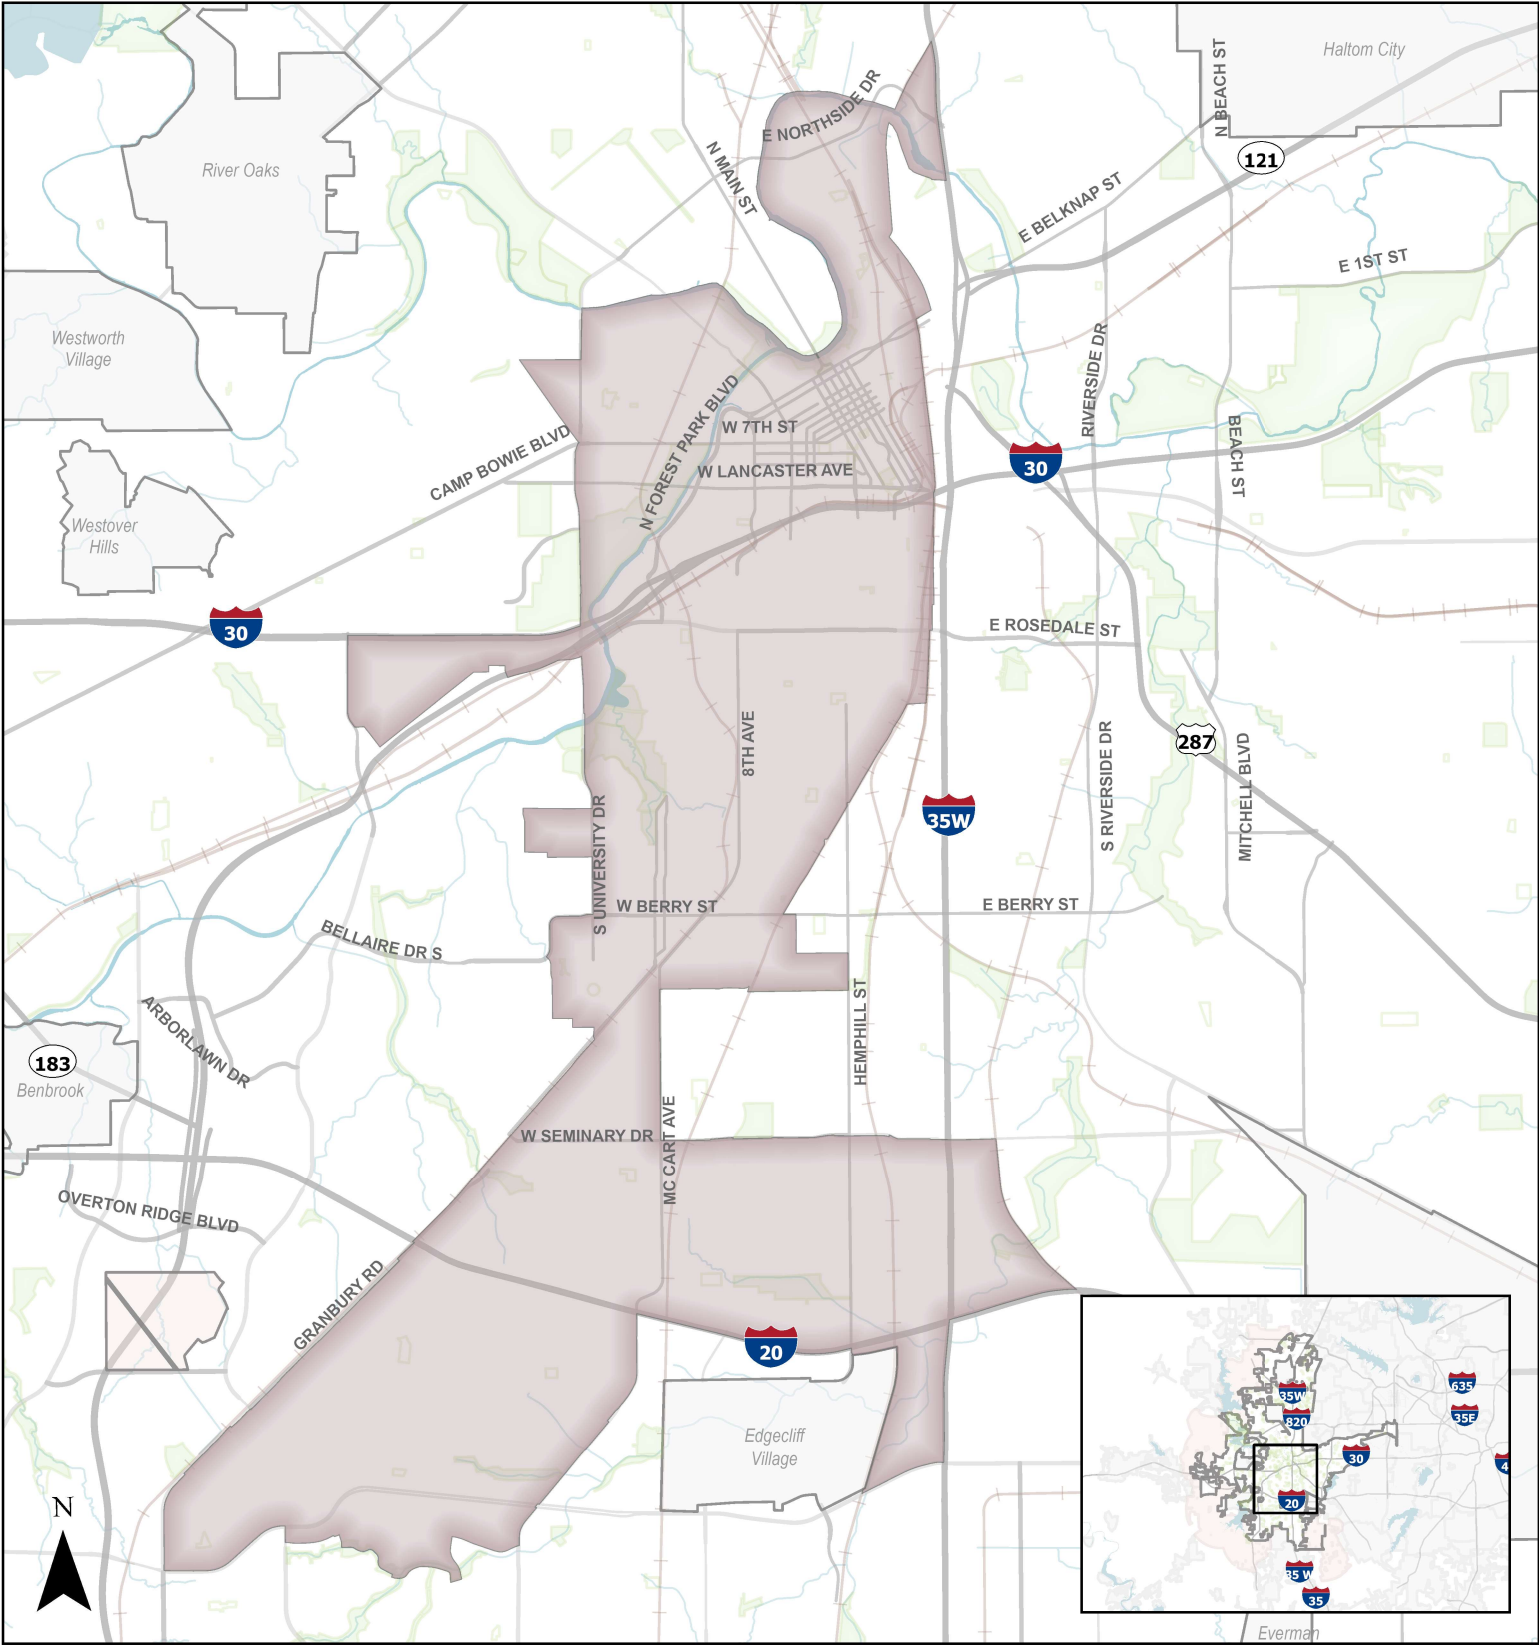 Haltom City
N BEACH ST
E NORTHSIDE DR
River Oaks
N MAIN ST
121
E BELKNAP ST
E 1ST ST
Westworth
Village
RIVERSIDE DR
N FOREST PARK BLVD
W 7TH ST
CAMP BOWIE BLVD
W LANCASTER AVE
30
BEACH ST
Westover
Hills
30
E ROSEDALE ST
8TH AVE
287
S RIVERSIDE DR
MITCHELL BLVD
35W
S UNIVERSITY DR
W BERRY ST
E BERRY ST
BELLAIRE DR S
HEMPHILL ST
ARBORLAWN DR
183
Benbrook
W SEMINARY DR
MC CART AVE
OVERTON RIDGE BLVD
GRANBURY RD
20
Edgecliff
Village
N
635
35W
35E
820
30
4
20
35 W
35
Everman